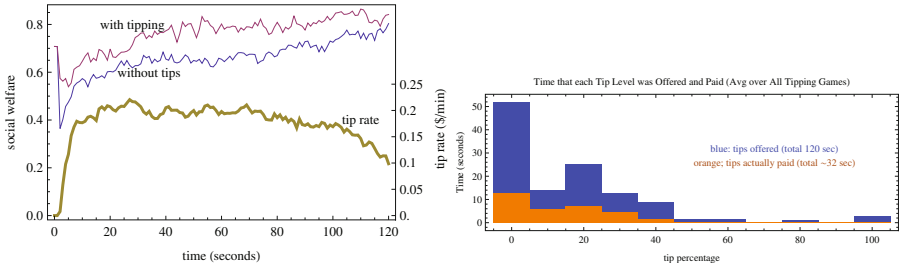 with tipping
without tips
tip rate
social welfare
tip rate ($/min)
0.8
0.6
0.4
0.2
0.0
0.25
0.20
0.15
0.10
0.
0 20 40 60 80 100 120
time (seconds)
Time that each Tip Level was Offered and Paid (Avg over All Tipping Games)
blue: tips offered (total 120 sec)
orange; tips actually paid (total ~32 sec)
Time (seconds)
50
40
30
20
10
0
0 20 40 60 80 100
tip percentage